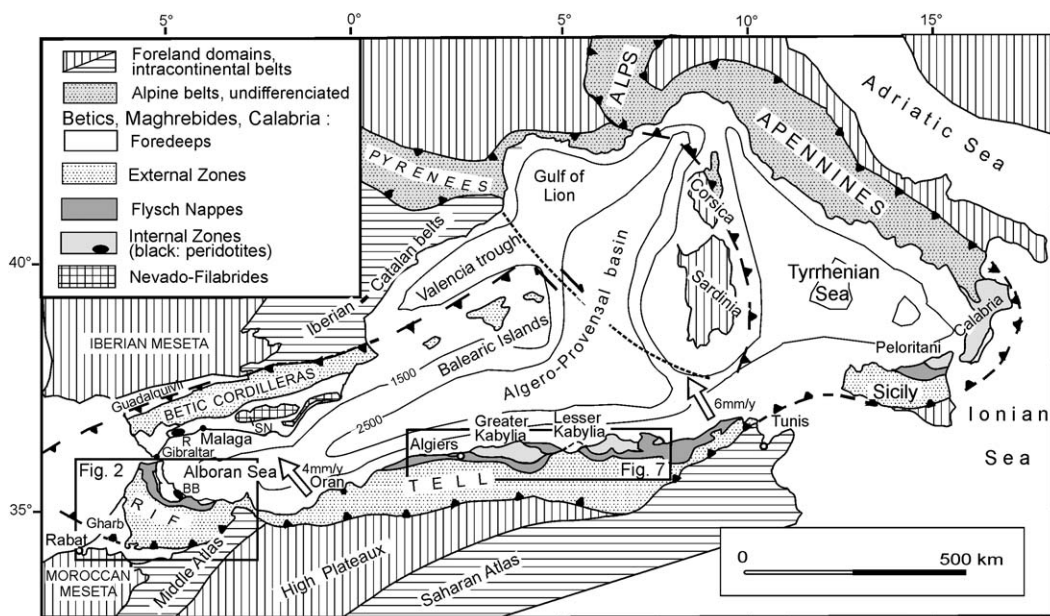 5°
0°
5°
10°
15°
40°
35°
Foreland domains,
intracontinental belts
Alpine belts, undifferenciated
Betics, Maghrebides, Calabria :
Foredeeps
External Zones
Flysch Nappes
Internal Zones
(black: peridotites)
Nevado-Filabrides
ALPS
PYRENEES
APENNINES
Adriatic Sea
Gulf of
Lion
Corsica
Iberian
Catalan belts
Valencia trough
Algero-Provençal basin
Sardinia
Tyrrhenian
Sea
Calabria
Balearic Islands
IBERIAN MESETA
Peloritani
Guadalquivir
BETIC CORDILLERAS
1500
Sicily
6mm/y
Ionian
Sea
SN
R
Malaga
2500
Greater
Kabylia
Lesser
Kabylia
Tunis
Gibraltar
Algiers
Fig. 2
Alboran Sea
4mm/y
Oran
Fig. 7
TELL
BB
RIF
Gharb
Rabat
MOROCCAN
MESETA
Middle Atlas
High Plateaux
Saharan Atlas
0
500 km